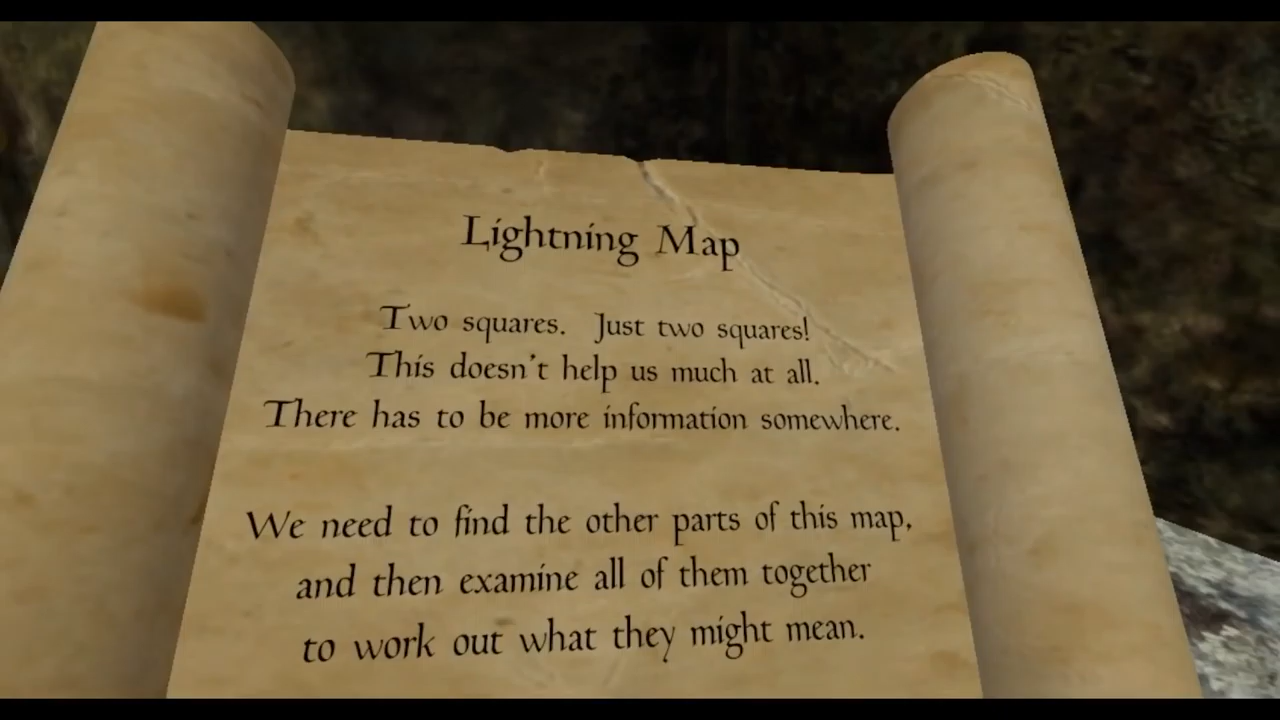 Lightning Map
Two squares.  Just two squares!
This doesn't help us much at all.
There has to be more information somewhere.
We need to find the other parts of this map,
and then examine all of them together
to work out what they might mean.